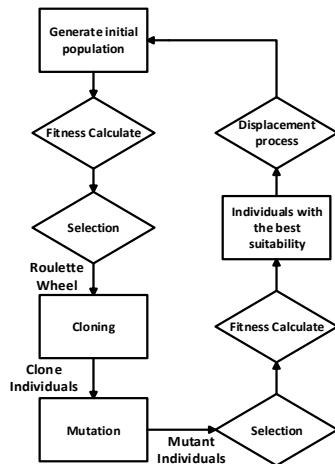 Generate initial
population
Fitness Calculate
Selection
Roulette
Wheel
Cloning
Clone
Individuals
Mutation
Mutant
Individuals
Selection
Fitness Calculate
Individuals with
the best
suitability
Displacement
process